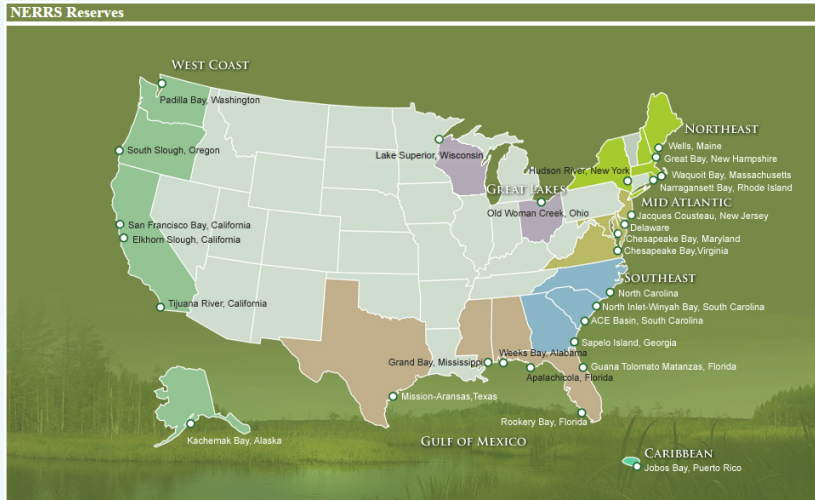 NERRS Reserves
WEST COAST
Padilla Bay, Washington
South Slough, Oregon
San Francisco Bay, California
Elkhorn Slough, California
Tijuana River, California
Kachemak Bay, Alaska
GREAT LAKES
Lake Superior, Wisconsin
Old Woman Creek, Ohio
NORTHEAST
Wells, Maine
Great Bay, New Hampshire
Waquoit Bay, Massachusetts
Narragansett Bay, Rhode Island
Hudson River, New York
MID ATLANTIC
Jacques Cousteau, New Jersey
Delaware
Chesapeake Bay, Maryland
Chesapeake Bay,Virginia
SOUTHEAST
North Carolina
North Inlet-Winyah Bay, South Carolina
ACE Basin, South Carolina
Sapelo Island, Georgia
Guana Tolomato Matanzas, Florida
Grand Bay, Mississippi
Weeks Bay, Alabama
Apalachicola, Florida
Mission-Aransas,Texas
Rookery Bay, Florida
GULF OF MEXICO
CARIBBEAN
Jobos Bay, Puerto Rico